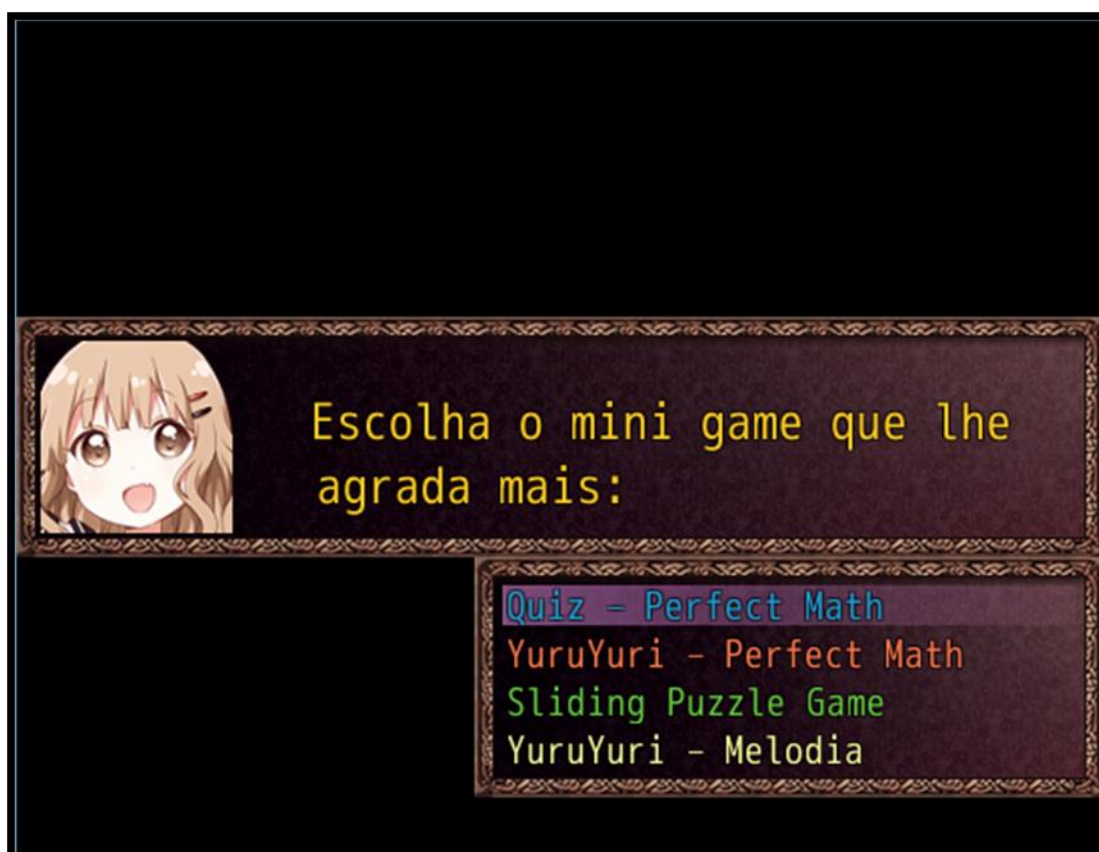 Escolha o mini game que lhe
agrada mais:
Quiz – Perfect Math
YuruYuri – Perfect Math
Sliding Puzzle Game
YuruYuri – Melodia